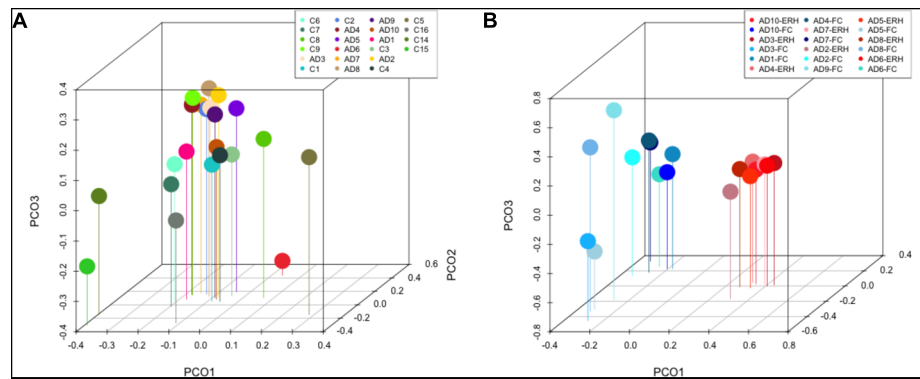 A
C6 C2 AD9 C5
C7 AD4 AD10 C16
C8 AD5 AD1 C14
C9 AD6 C3 C15
AD3 AD7 AD2
C1 AD8 C4
PCO3
0.4
0.3
0.2
0.1
0.0
-0.1
-0.2
-0.3
-0.4
-0.4 -0.2 0.0 0.1 0.2 0.3 0.4
PCO1
-0.4
-0.2
0.0
0.2
0.4
0.6
PCO2
B
AD10-ERH AD4-FC AD5-ERH
AD10-FC AD7-ERH AD5-FC
AD3-ERH AD7-FC AD8-ERH
AD3-FC AD2-ERH AD8-FC
AD1-FC AD2-FC AD6-ERH
AD4-ERH AD9-FC AD6-FC
PCO3
0.8
0.6
0.4
0.2
0.0
-0.2
-0.4
-0.6
-0.8
-0.4 -0.2 0.0 0.2 0.4 0.6 0.8
PCO1
-0.6
-0.4
-0.2
0.0
0.2
0.4